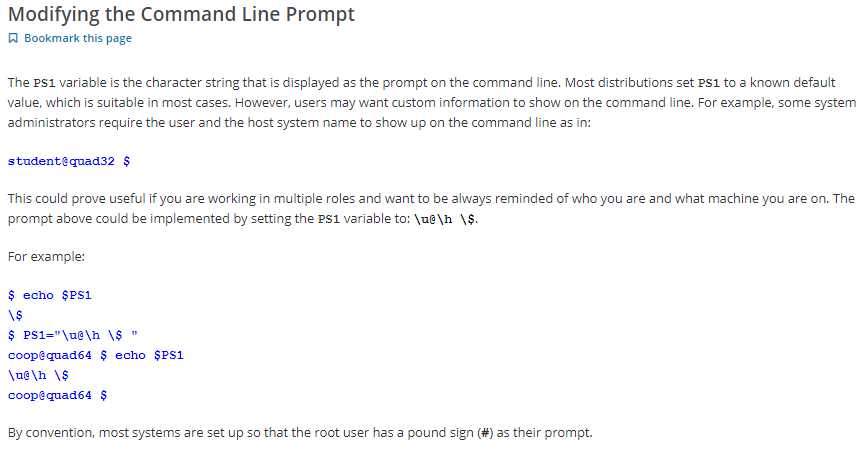 Modifying the Command Line Prompt
Bookmark this page
The PS1 variable is the character string that is displayed as the prompt on the command line. Most distributions set PS1 to a known default
value, which is suitable in most cases. However, users may want custom information to show on the command line. For example, some system
administrators require the user and the host system name to show up on the command line as in:
student@quad32 $
This could prove useful if you are working in multiple roles and want to be always reminded of who you are and what machine you are on. The
prompt above could be implemented by setting the PS1 variable to: \u@\h \$.
For example:
$ echo $PS1
\$
$ PS1="\u@\h \$ "
coop@quad64 $ echo $PS1
\u@\h \$
coop@quad64 $
By convention, most systems are set up so that the root user has a pound sign (#) as their prompt.